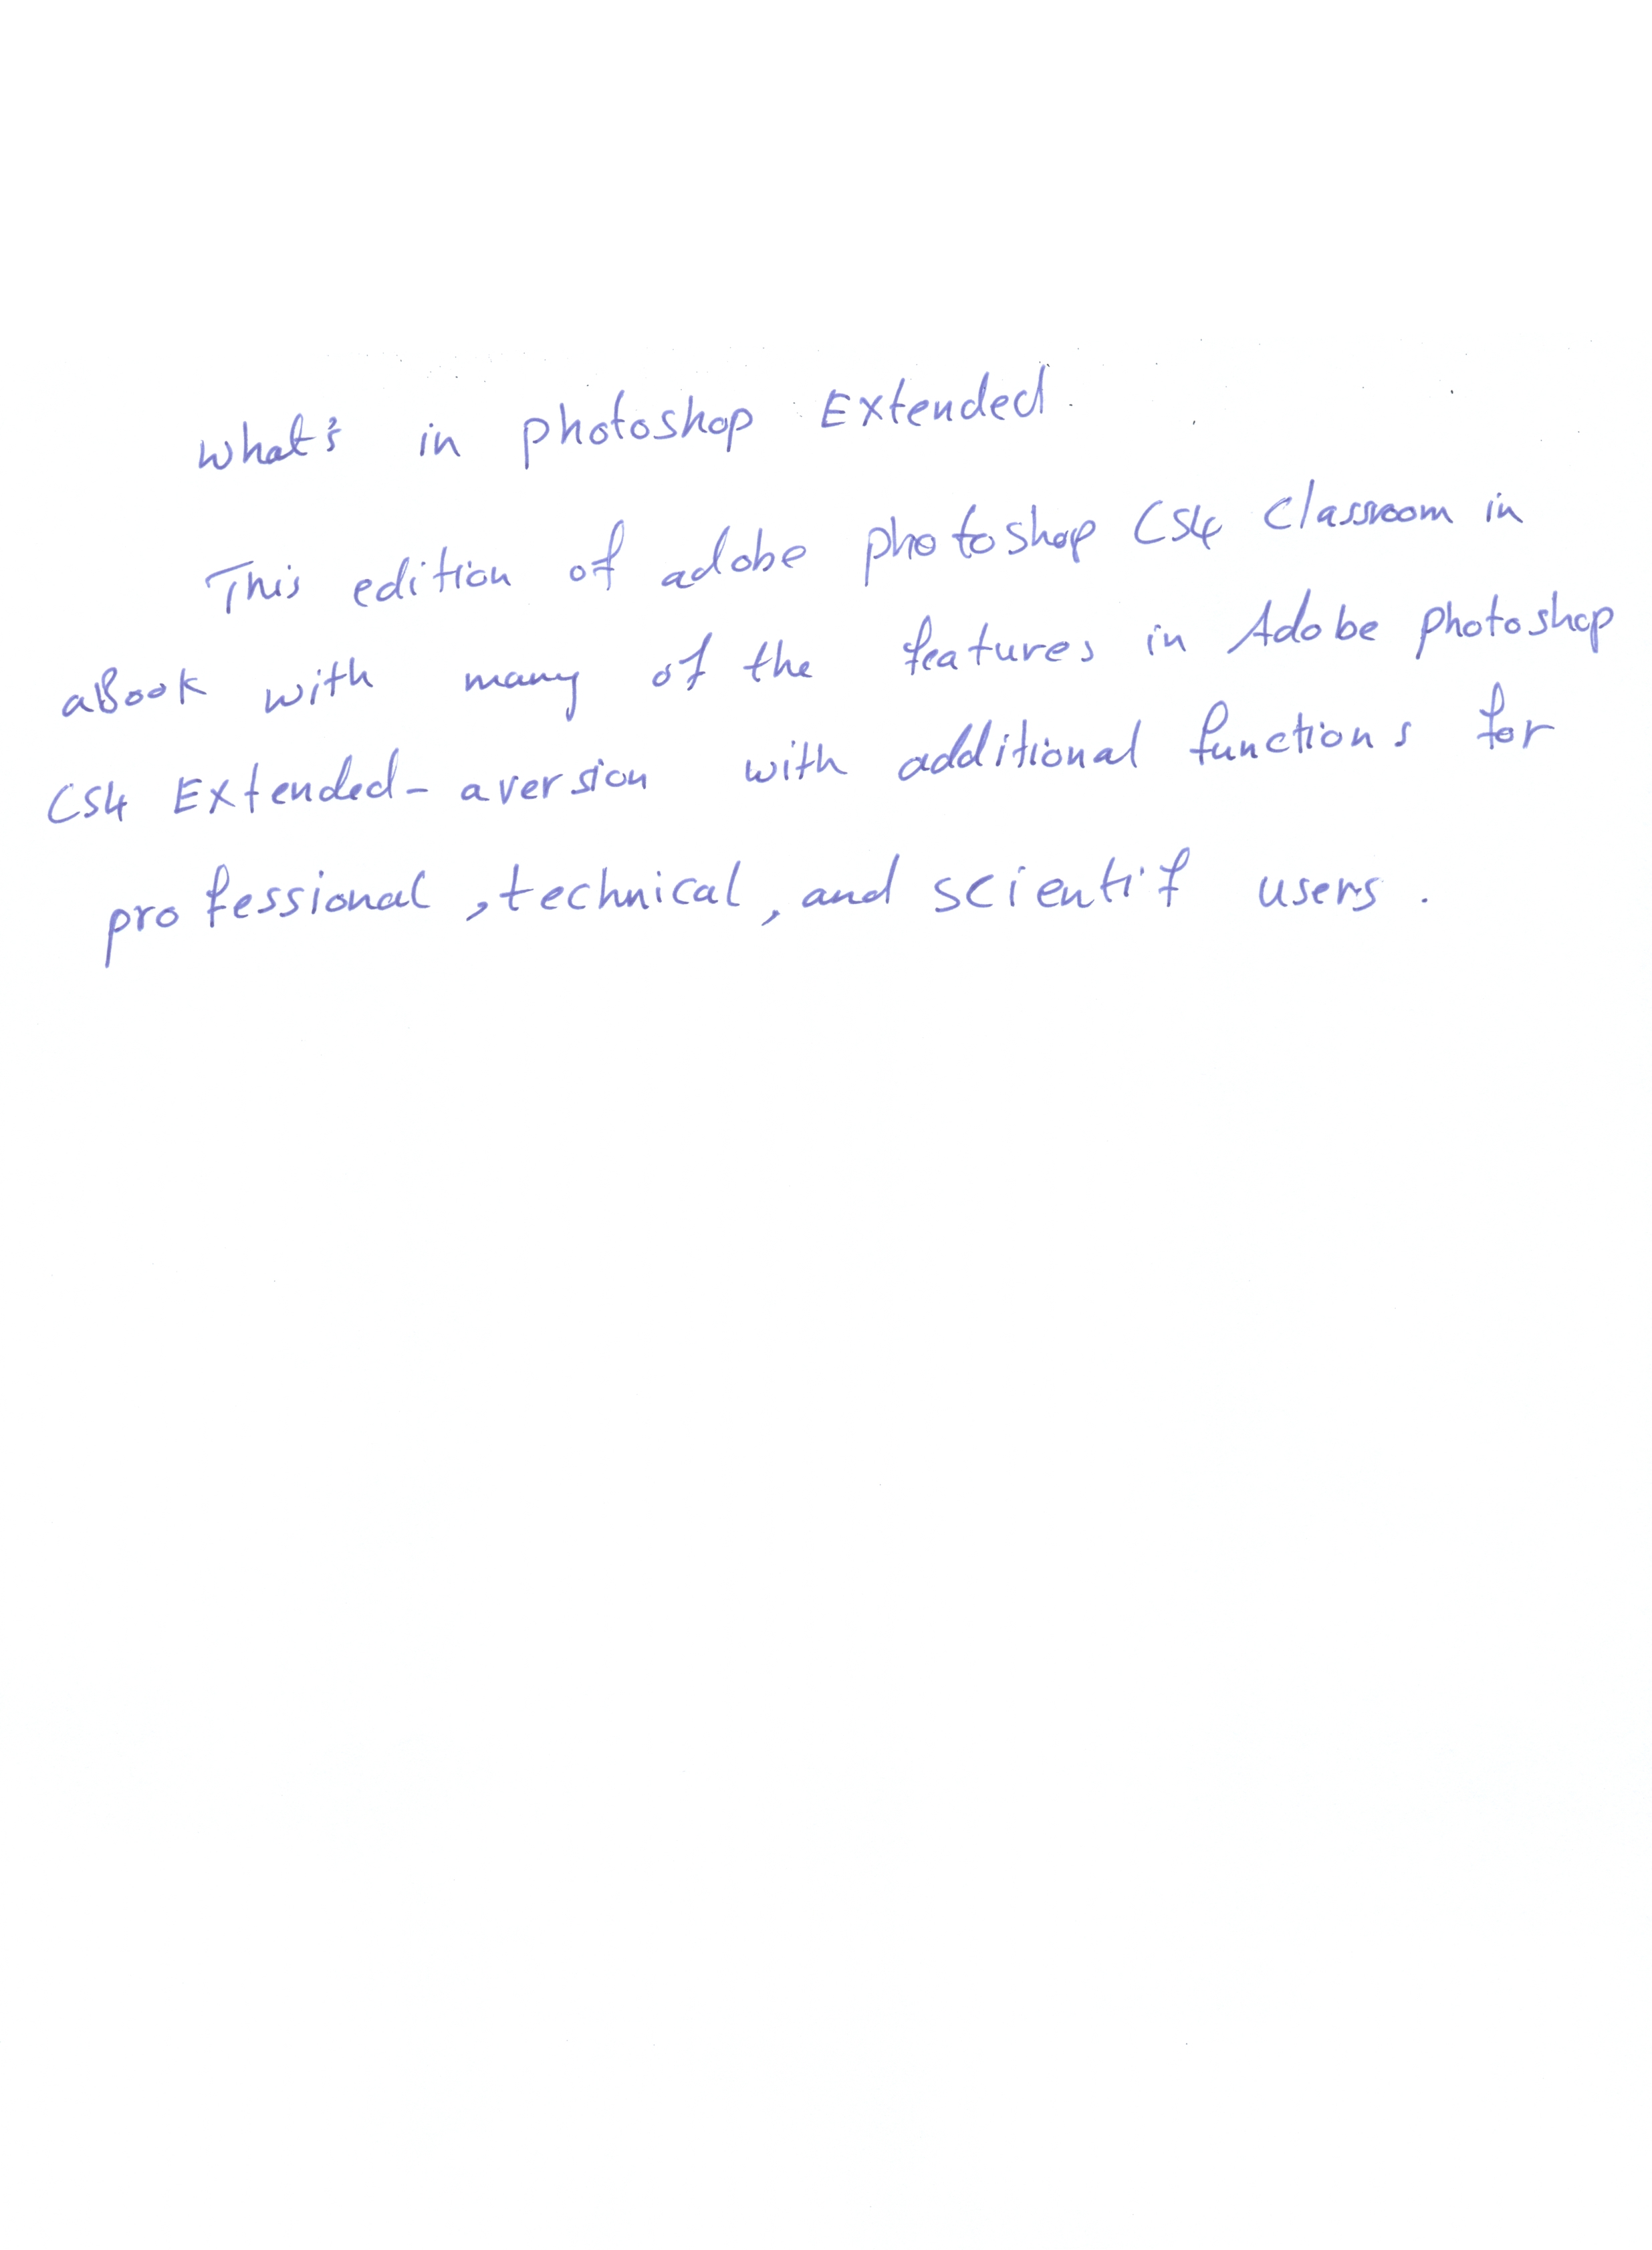 What's in photoshop Extended.
This edition of adobe photoshop CS4 Classroom in
aBook with many of the features in Adobe photoshop
CS4 Extended - aversion with additional functions for
professional , technical , and scientif users .